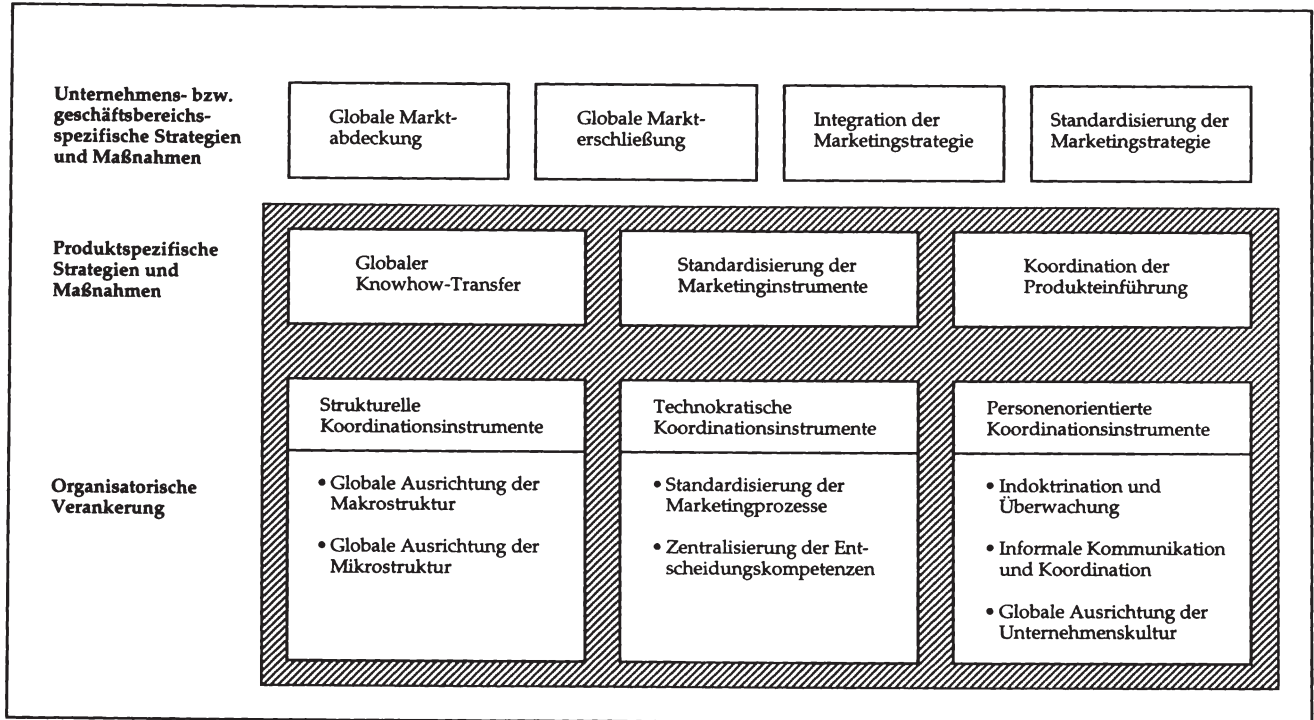 Unternehmens- bzw.
geschäftsbereichs-
spezifische Strategien
und Maßnahmen
Globale Markt-
abdeckung
Globale Markt-
erschließung
Integration der
Marketingstrategie
Standardisierung der
Marketingstrategie
Produktspezifische
Strategien und
Maßnahmen
Globaler
Knowhow-Transfer
Standardisierung der
Marketinginstrumente
Koordination der
Produkteinführung
Organisatorische
Verankerung
Strukturelle
Koordinationsinstrumente
• Globale Ausrichtung der
Makrostruktur
• Globale Ausrichtung der
Mikrostruktur
Technokratische
Koordinationsinstrumente
• Standardisierung der
Marketingprozesse
• Zentralisierung der Ent-
scheidungskompetenzen
Personenorientierte
Koordinationsinstrumente
• Indoktrination und
Überwachung
• Informale Kommunikation
und Koordination
• Globale Ausrichtung der
Unternehmenskultur